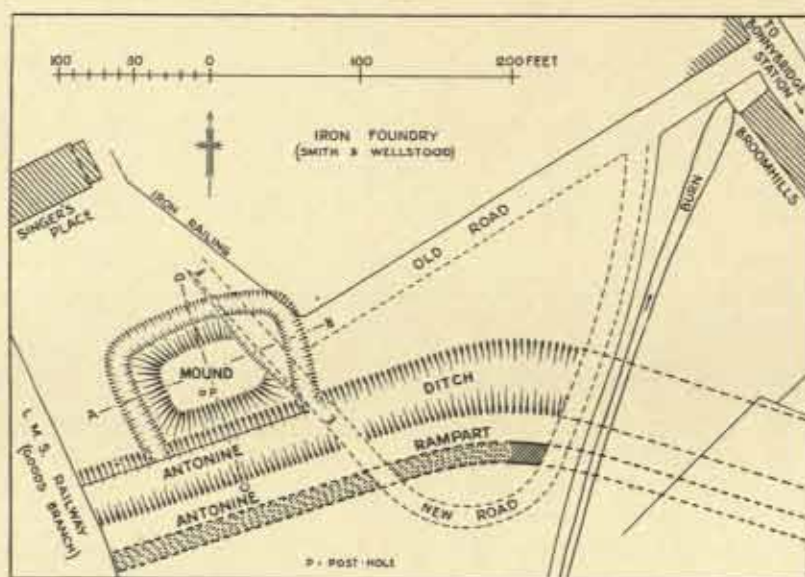 100 50 0 100 200 FEET
TO
BONNYBRIDGE
STATION
IRON FOUNDRY
(SMITH & WELLSTOOD)
BROOMHILLS
BURN
SINGERS
PLACE
IRON RAILING
OLD ROAD
D
B
MOUND
P
A
DITCH
ANTONINE
RAMPART
ANTONINE
C
NEW ROAD
L. M. S. RAILWAY
(GOODS BRANCH)
P = POST-HOLE